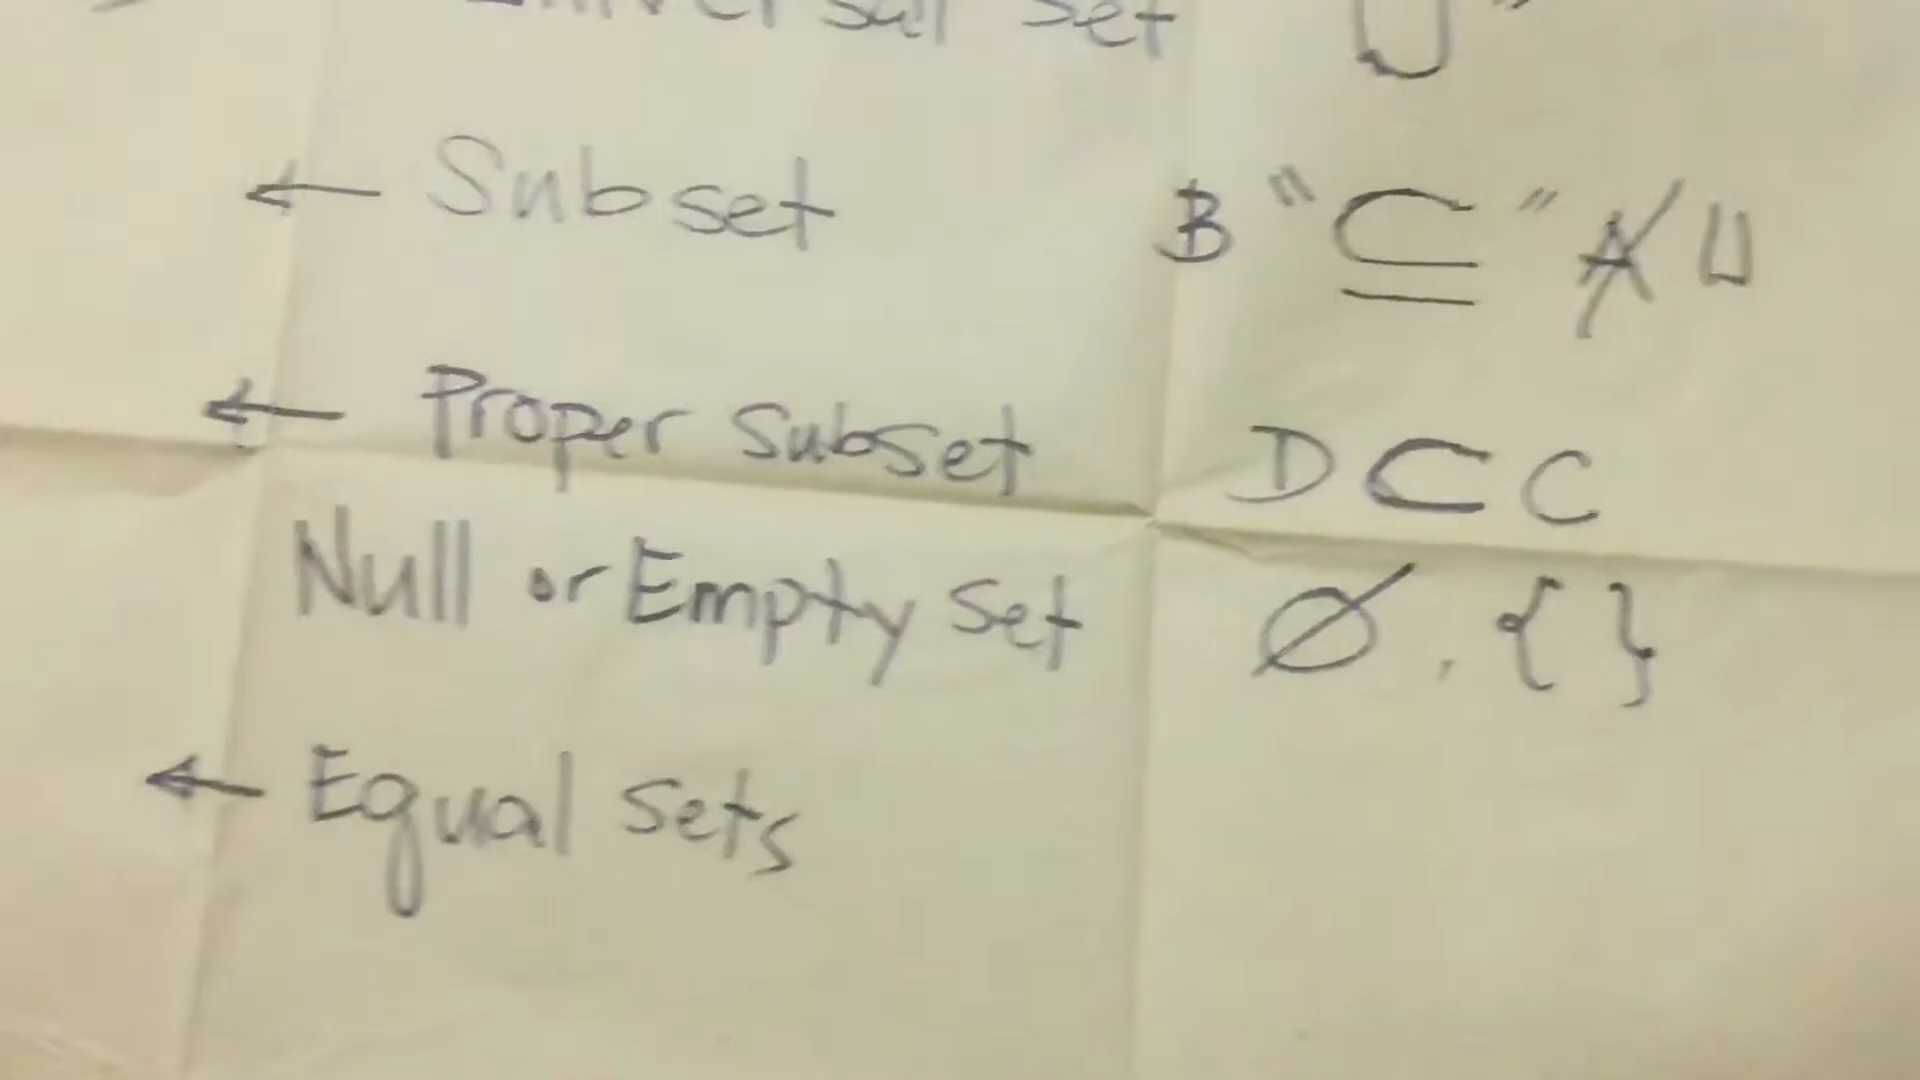 Universal Set U "
← Subset B " ⊆ " A U
← Proper Subset D ⊂ C
Null or Empty Set ∅, { }
← Equal Sets